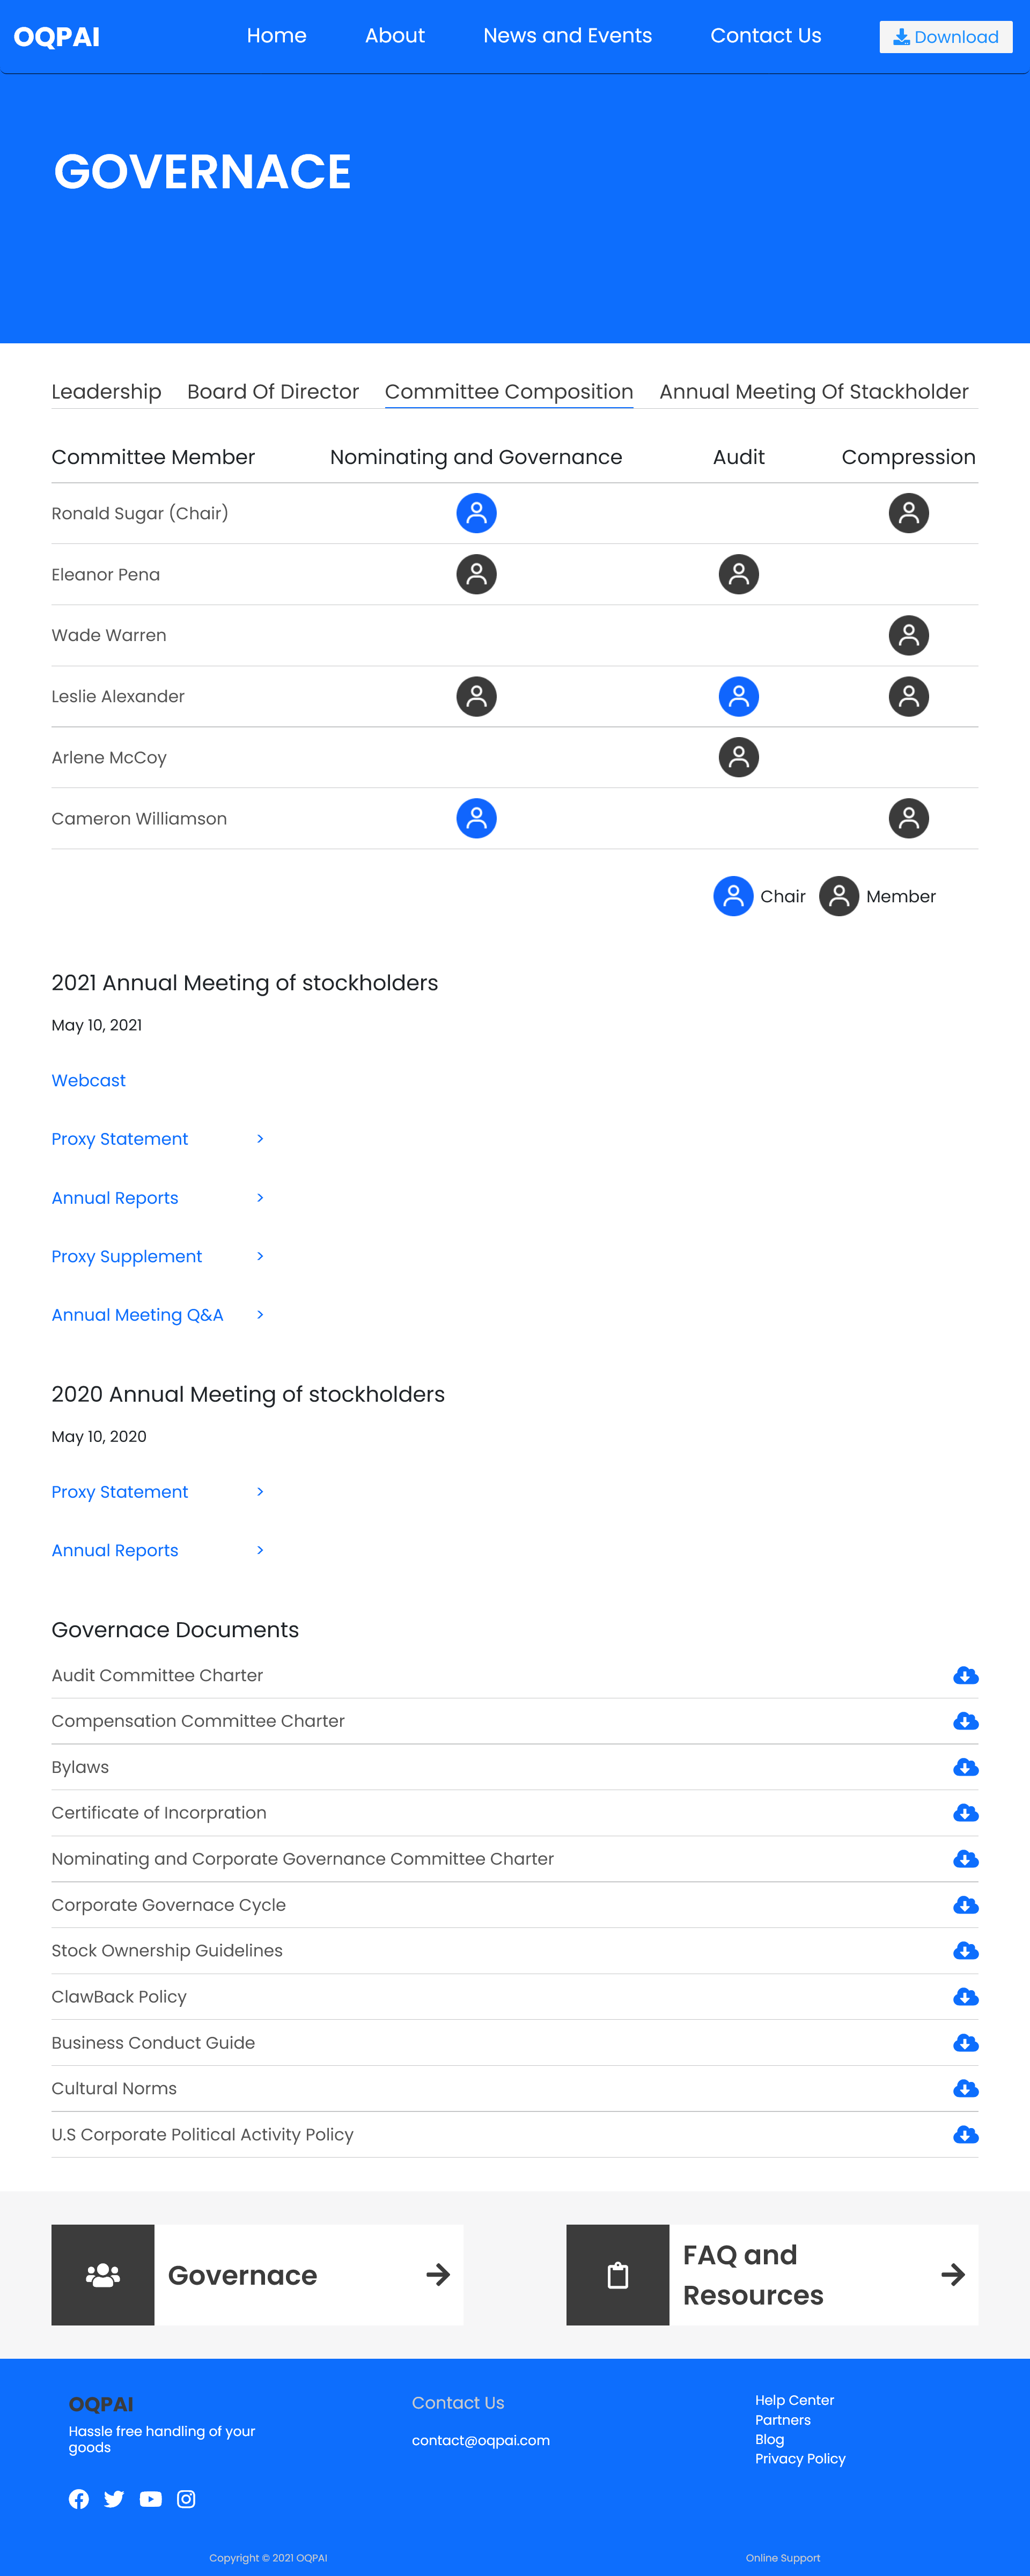 OQPAI
Home About News and Events Contact Us Download
GOVERNACE
Leadership Board Of Director Committee Composition Annual Meeting Of Stackholder
Committee Member Nominating and Governance Audit Compression
Ronald Sugar (Chair)
Eleanor Pena
Wade Warren
Leslie Alexander
Arlene McCoy
Cameron Williamson
Chair Member
2021 Annual Meeting of stockholders
May 10, 2021
Webcast
Proxy Statement >
Annual Reports >
Proxy Supplement >
Annual Meeting Q&A >
2020 Annual Meeting of stockholders
May 10, 2020
Proxy Statement >
Annual Reports >
Governace Documents
Audit Committee Charter
Compensation Committee Charter
Bylaws
Certificate of Incorpration
Nominating and Corporate Governance Committee Charter
Corporate Governace Cycle
Stock Ownership Guidelines
ClawBack Policy
Business Conduct Guide
Cultural Norms
U.S Corporate Political Activity Policy
Governace
FAQ and
Resources
OQPAI
Hassle free handling of your
goods
Contact Us
contact@oqpai.com
Help Center
Partners
Blog
Privacy Policy
Copyright © 2021 OQPAI
Online Support